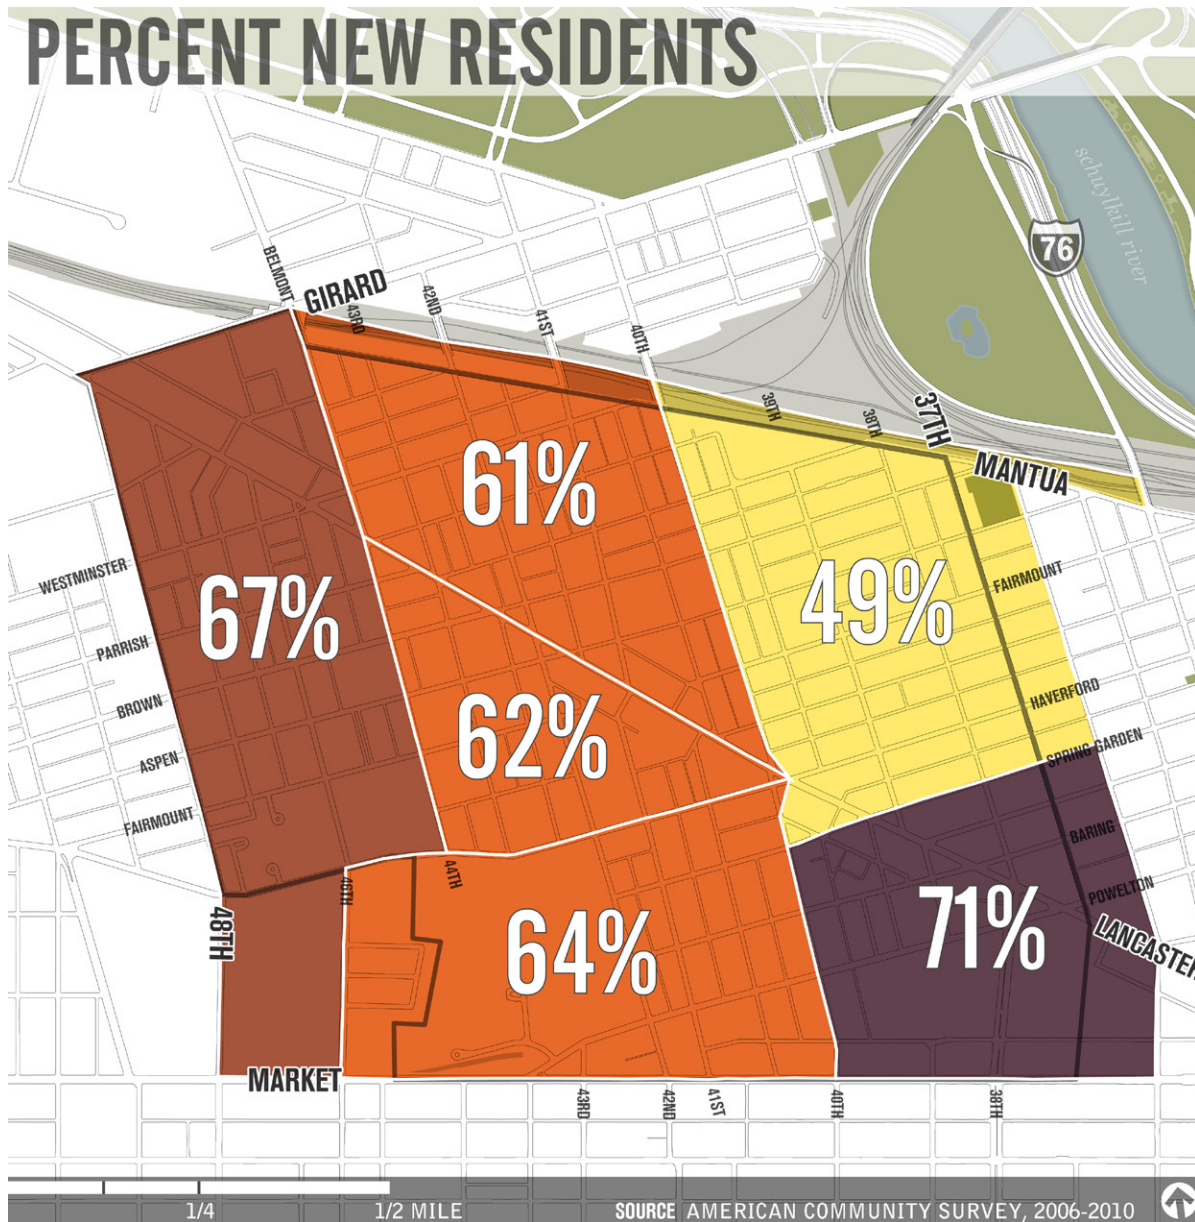 PERCENT NEW RESIDENTS
schuylkill river
76
BELMONT
GIRARD
43RD
42ND
41ST
40TH
39TH
38TH
37TH
MANTUA
61%
49%
67%
62%
WESTMINSTER
PARRISH
BROWN
ASPEN
FAIRMOUNT
FAIRMOUNT
HAVERFORD
SPRING GARDEN
BARING
POWELTON
LANCASTER
48TH
46TH
44TH
64%
71%
MARKET
43RD
42ND
41ST
40TH
38TH
1/4
1/2 MILE
SOURCE AMERICAN COMMUNITY SURVEY, 2006-2010